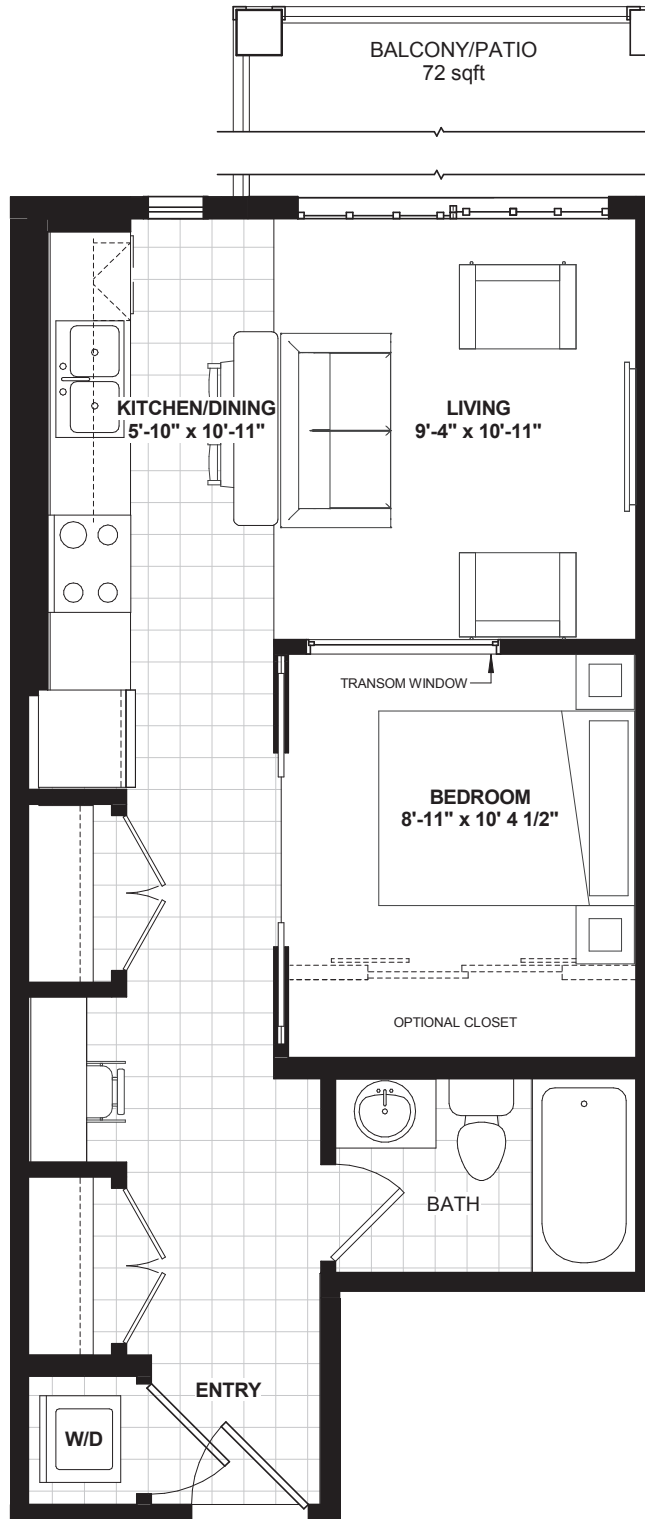 BALCONY/PATIO
72 sqft
KITCHEN/DINING
5'-10" x 10'-11"
LIVING
9'-4" x 10'-11"
TRANSOM WINDOW
BEDROOM
8'-11" x 10' 4 1/2"
OPTIONAL CLOSET
BATH
ENTRY
W/D